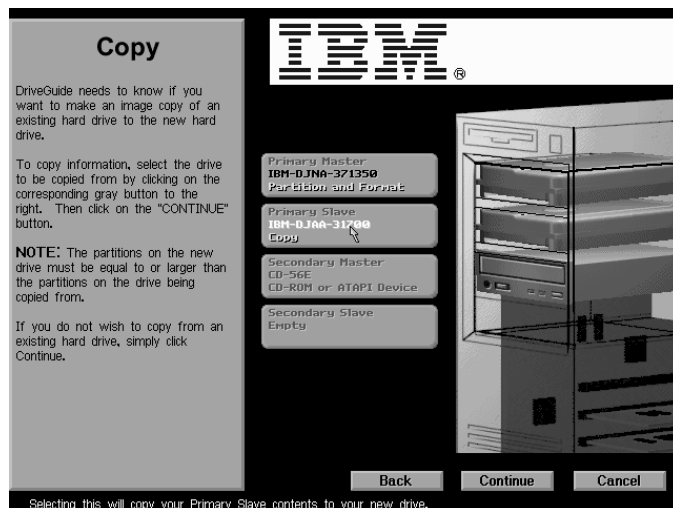 Copy
DriveGuide needs to know if you
want to make an image copy of an
existing hard drive to the new hard
drive.
To copy information, select the drive
to be copied from by clicking on the
corresponding gray button to the
right. Then click on the "CONTINUE"
button.
NOTE: The partitions on the new
drive must be equal to or larger than
the partitions on the drive being
copied from.
If you do not wish to copy from an
existing hard drive, simply click
Continue.
IBM®
Primary Master
IBM-DJNA-371350
Partition and Format
Primary Slave
IBM-DJAA-31700
Copy
Secondary Master
CD-56E
CD-ROM or ATAPI Device
Secondary Slave
Empty
Back
Continue
Cancel
Selecting this will copy your Primary Slave contents to your new drive.